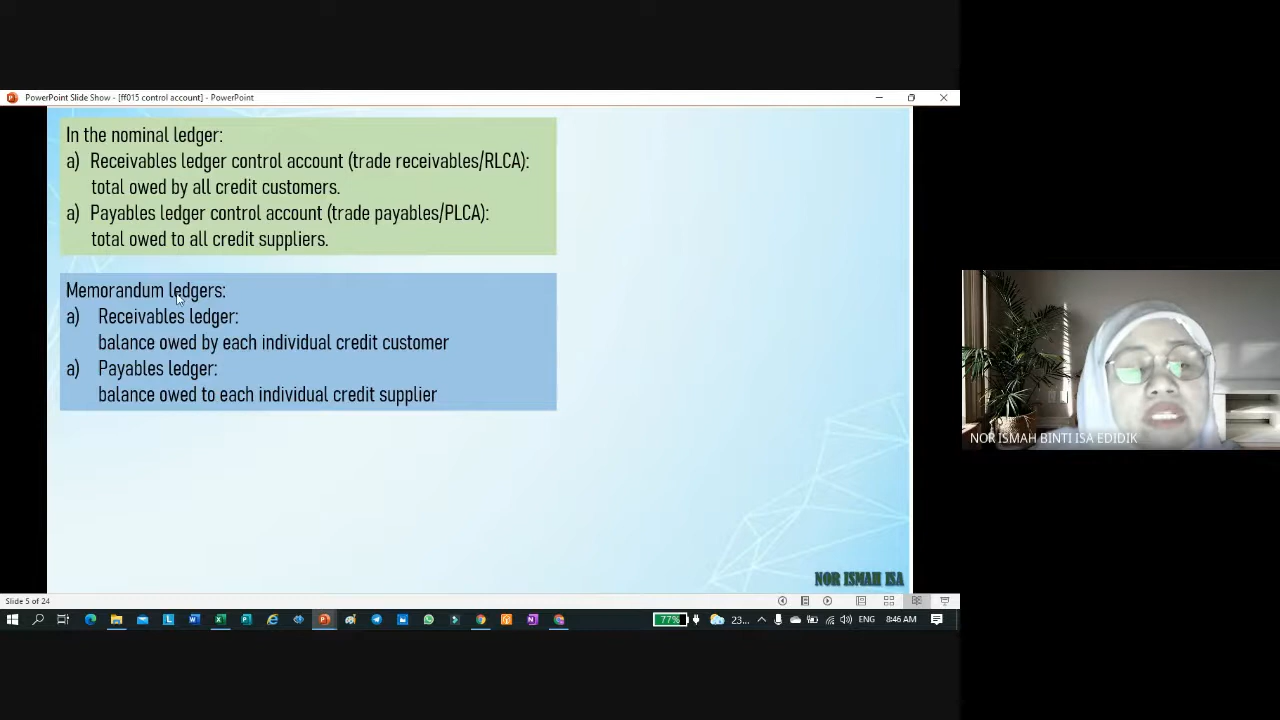 PowerPoint Slide Show - [ff015 control account] - PowerPoint
In the nominal ledger:
a) Receivables ledger control account (trade receivables/RLCA):
total owed by all credit customers.
a) Payables ledger control account (trade payables/PLCA):
total owed to all credit suppliers.
Memorandum ledgers:
a) Receivables ledger:
balance owed by each individual credit customer
a) Payables ledger:
balance owed to each individual credit supplier
NOR ISMAH BINTI ISA EDIDIK
NOR ISMAH ISA
Slide 5 of 24
77% 23... ENG 8:46 AM